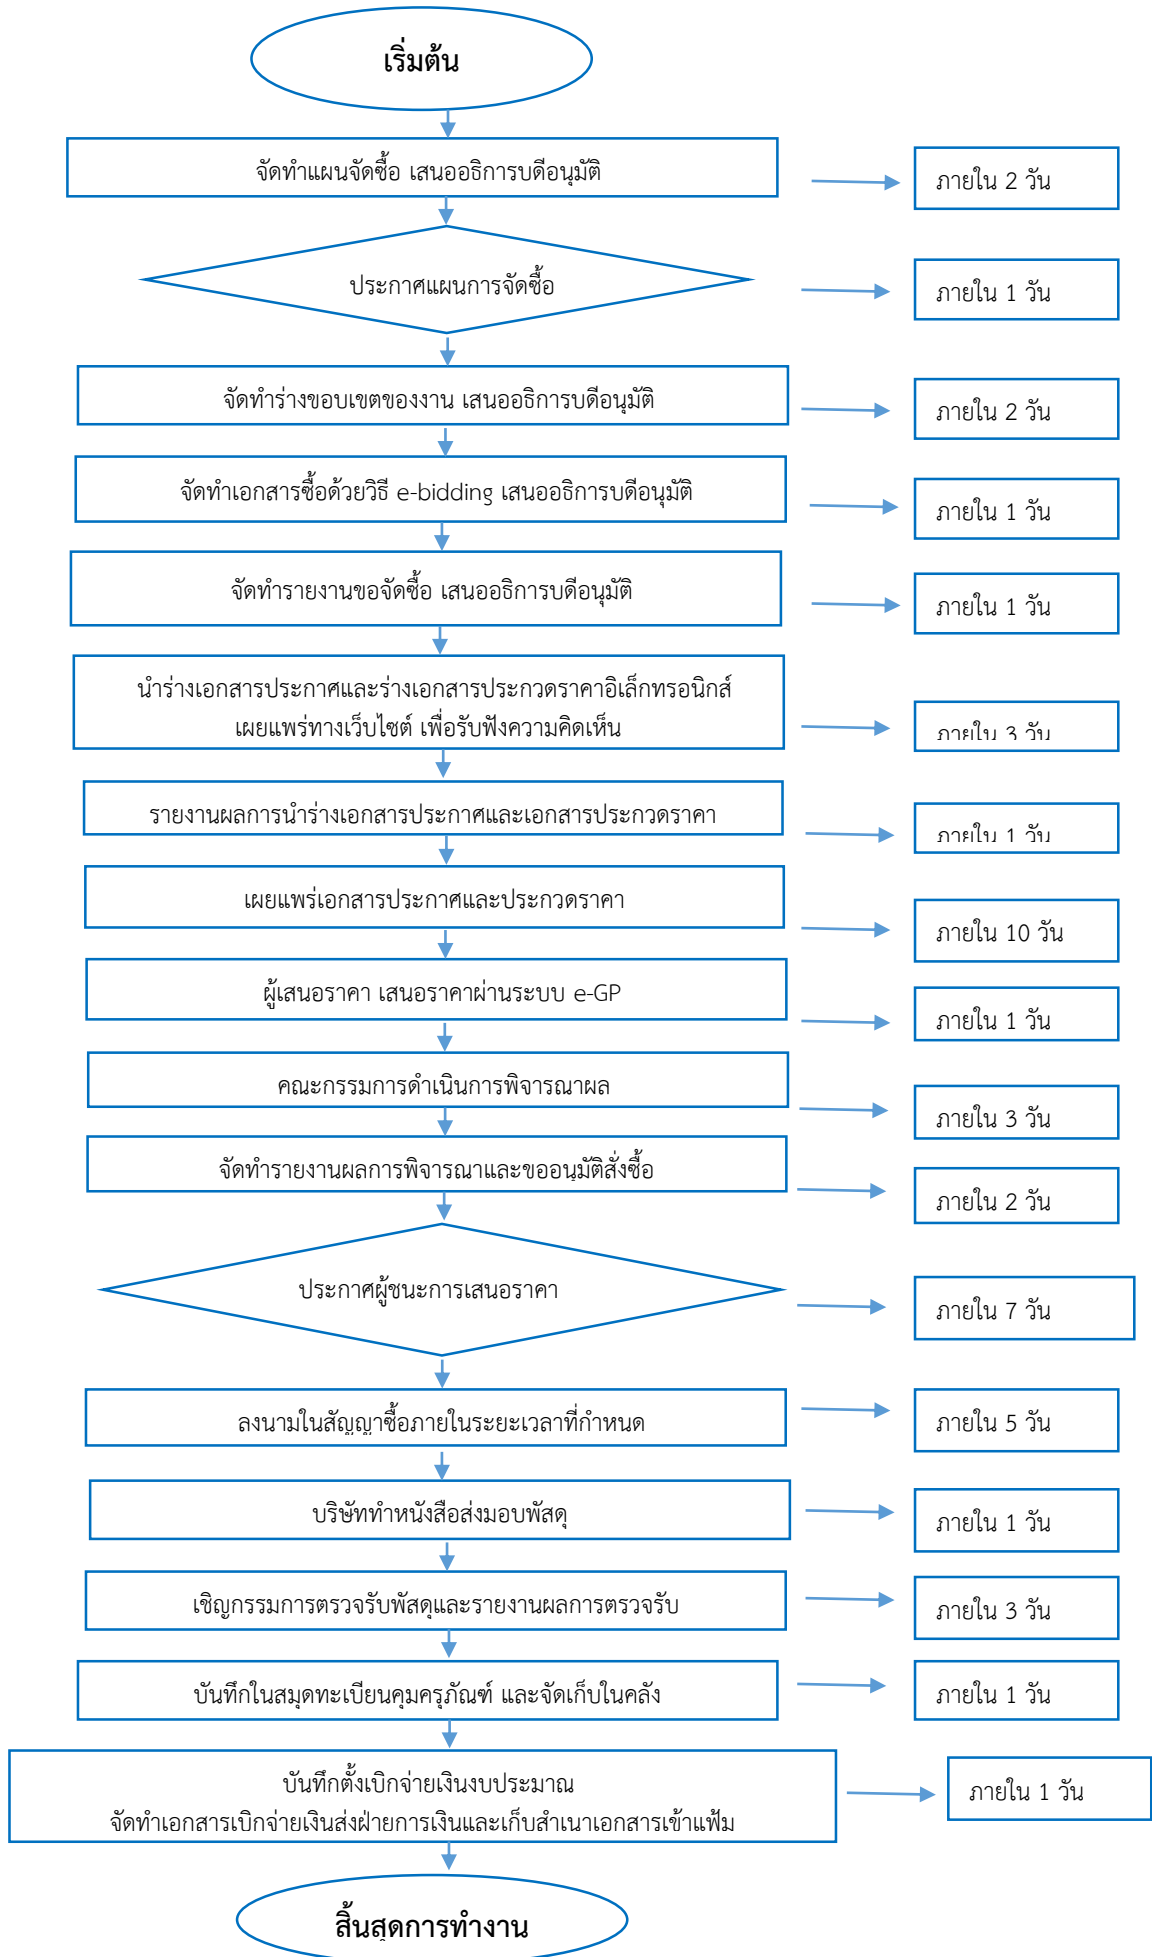 เริ่มต้น
จัดทำแผนจัดซื้อ เสนออธิการบดีอนุมัติ
ภายใน 2 วัน
ประกาศแผนการจัดซื้อ
ภายใน 1 วัน
จัดทำร่างขอบเขตของงาน เสนออธิการบดีอนุมัติ
ภายใน 2 วัน
จัดทำเอกสารซื้อด้วยวิธี e-bidding เสนออธิการบดีอนุมัติ
ภายใน 1 วัน
จัดทำรายงานขอจัดซื้อ เสนออธิการบดีอนุมัติ
ภายใน 1 วัน
นำร่างเอกสารประกาศและร่างเอกสารประกวดราคาอิเล็กทรอนิกส์
เผยแพร่ทางเว็บไซต์ เพื่อรับฟังความคิดเห็น
ภายใน 3 วัน
รายงานผลการนำร่างเอกสารประกาศและเอกสารประกวดราคา
ภายใน 1 วัน
เผยแพร่เอกสารประกาศและประกวดราคา
ภายใน 10 วัน
ผู้เสนอราคา เสนอราคาผ่านระบบ e-GP
ภายใน 1 วัน
คณะกรรมการดำเนินการพิจารณาผล
ภายใน 3 วัน
จัดทำรายงานผลการพิจารณาและขออนุมัติสั่งซื้อ
ภายใน 2 วัน
ประกาศผู้ชนะการเสนอราคา
ภายใน 7 วัน
ลงนามในสัญญาซื้อภายในระยะเวลาที่กำหนด
ภายใน 5 วัน
บริษัททำหนังสือส่งมอบพัสดุ
ภายใน 1 วัน
เชิญกรรมการตรวจรับพัสดุและรายงานผลการตรวจรับ
ภายใน 3 วัน
บันทึกในสมุดทะเบียนคุมครุภัณฑ์ และจัดเก็บในคลัง
ภายใน 1 วัน
บันทึกตั้งเบิกจ่ายเงินงบประมาณ
จัดทำเอกสารเบิกจ่ายเงินส่งฝ่ายการเงินและเก็บสำเนาเอกสารเข้าแฟ้ม
ภายใน 1 วัน
สิ้นสุดการทำงาน